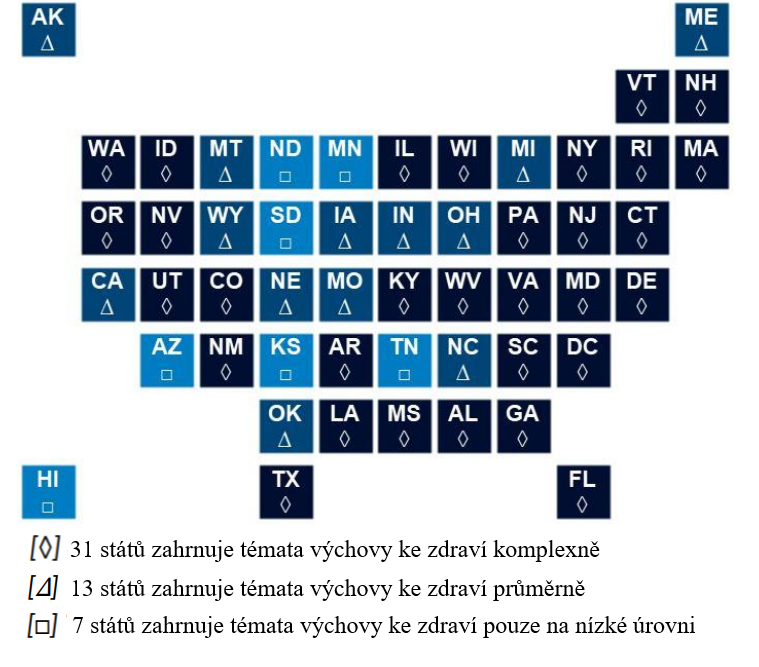 AK ME
Δ Δ
VT NH
◊ ◊
WA ID MT ND MN IL WI MI NY RI MA
◊ ◊ Δ □ □ ◊ ◊ Δ ◊ ◊ ◊
OR NV WY SD IA IN OH PA NJ CT
◊ ◊ Δ □ Δ Δ Δ ◊ ◊ ◊
CA UT CO NE MO KY WV VA MD DE
Δ ◊ ◊ Δ Δ ◊ ◊ ◊ ◊ ◊
AZ NM KS AR TN NC SC DC
□ ◊ □ ◊ □ Δ ◊ ◊
OK LA MS AL GA
Δ ◊ ◊ ◊ ◊
HI TX FL
□ ◊ ◊
[◊] 31 států zahrnuje témata výchovy ke zdraví komplexně
[Δ] 13 států zahrnuje témata výchovy ke zdraví průměrně
[□] 7 států zahrnuje témata výchovy ke zdraví pouze na nízké úrovni